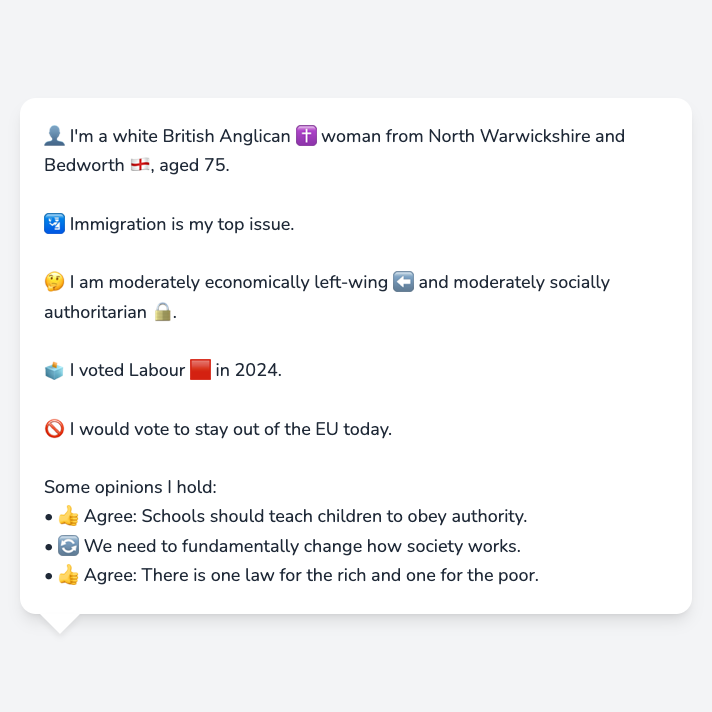 👤 I'm a white British Anglican ✝️ woman from North Warwickshire and
Bedworth 🏴󠁧󠁢󠁥󠁮󠁧󠁿, aged 75.
🛂 Immigration is my top issue.
🤔 I am moderately economically left-wing ⬅️ and moderately socially
authoritarian 🔒.
🗳️ I voted Labour 🟥 in 2024.
🚫 I would vote to stay out of the EU today.
Some opinions I hold:
• 👍 Agree: Schools should teach children to obey authority.
• 🔄 We need to fundamentally change how society works.
• 👍 Agree: There is one law for the rich and one for the poor.